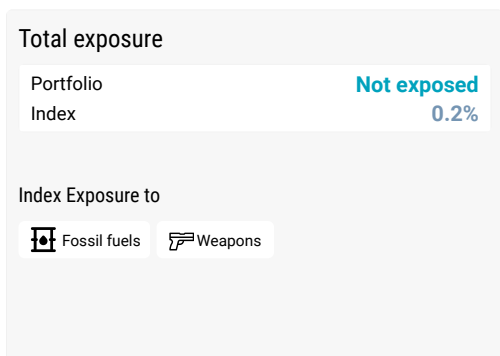 Total exposure
Portfolio Not exposed
Index 0.2%
Index Exposure to
Fossil fuels Weapons